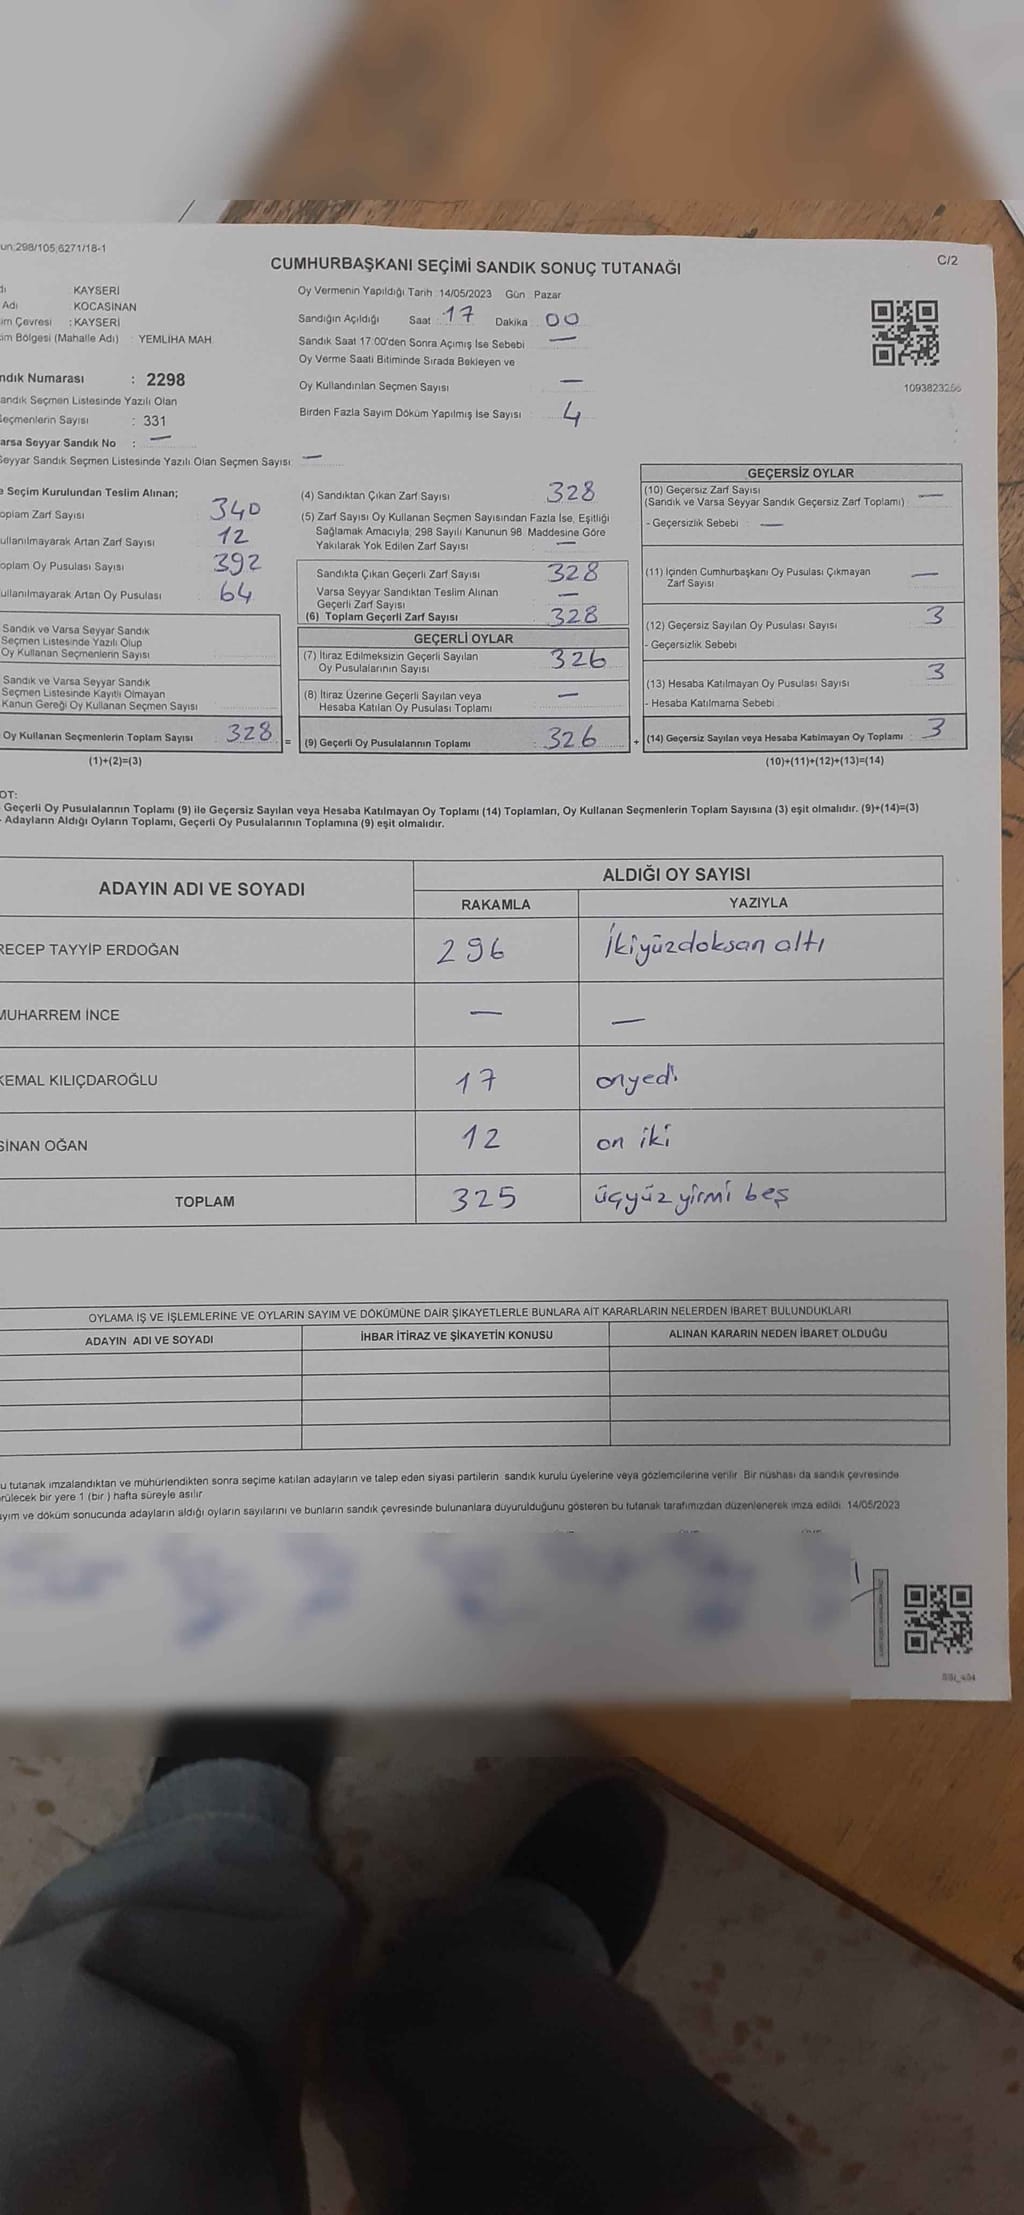 un 298/105,6271/18-1
C/2
CUMHURBAŞKANI SEÇİMİ SANDIK SONUÇ TUTANAĞI
KAYSERİ
Adı KOCASİNAN
im Çevresi : KAYSERİ
im Bölgesi (Mahalle Adı) : YEMLİHA MAH.
ndık Numarası : 2298
andık Seçmen Listesinde Yazılı Olan
eçmenlerin Sayısı : 331
arsa Seyyar Sandık No : —
Seyyar Sandık Seçmen Listesinde Yazılı Olan Seçmen Sayısı: —
Oy Vermenin Yapıldığı Tarih :14/05/2023 Gün Pazar
Sandığın Açıldığı Saat : 17 Dakika : 00
Sandık Saat 17:00'den Sonra Açımış İse Sebebi : —
Oy Verme Saati Bitiminde Sırada Bekleyen ve
Oy Kullandırılan Seçmen Sayısı : —
Birden Fazla Sayım Döküm Yapılmış İse Sayısı : 4
1093823256
e Seçim Kurulundan Teslim Alınan;
oplam Zarf Sayısı : 340
ullanılmayarak Artan Zarf Sayısı : 12
oplam Oy Pusulası Sayısı : 392
ullanılmayarak Artan Oy Pusulası : 64
Sandık ve Varsa Seyyar Sandık
Seçmen Listesinde Yazılı Olup
Oy Kullanan Seçmenlerin Sayısı
Sandık ve Varsa Seyyar Sandık
Seçmen Listesinde Kayıtlı Olmayan
Kanun Gereği Oy Kullanan Seçmen Sayısı
Oy Kullanan Seçmenlerin Toplam Sayısı : 328 =
(1)+(2)=(3)
(4) Sandıktan Çıkan Zarf Sayısı : 328
(5) Zarf Sayısı Oy Kullanan Seçmen Sayısından Fazla İse, Eşitliği
Sağlamak Amacıyla, 298 Sayılı Kanunun 98. Maddesine Göre
Yakılarak Yok Edilen Zarf Sayısı : —
Sandıkta Çıkan Geçerli Zarf Sayısı : 328
Varsa Seyyar Sandıktan Teslim Alınan
Geçerli Zarf Sayısı : —
(6) Toplam Geçerli Zarf Sayısı : 328
GEÇERLİ OYLAR
(7) İtiraz Edilmeksizin Geçerli Sayılan
Oy Pusulalarının Sayısı : 326
(8) İtiraz Üzerine Geçerli Sayılan veya
Hesaba Katılan Oy Pusulası Toplamı : —
(9) Geçerli Oy Pusulalarının Toplamı : 326 +
GEÇERSİZ OYLAR
(10) Geçersiz Zarf Sayısı
(Sandık ve Varsa Seyyar Sandık Geçersiz Zarf Toplamı) : —
- Geçersizlik Sebebi : —
(11) İçinden Cumhurbaşkanı Oy Pusulası Çıkmayan
Zarf Sayısı : —
(12) Geçersiz Sayılan Oy Pusulası Sayısı : 3
- Geçersizlik Sebebi :
(13) Hesaba Katılmayan Oy Pusulası Sayısı : 3
- Hesaba Katılmama Sebebi :
(14) Geçersiz Sayılan veya Hesaba Katılmayan Oy Toplamı : 3
(10)+(11)+(12)+(13)=(14)
OT:
Geçerli Oy Pusulalarının Toplamı (9) ile Geçersiz Sayılan veya Hesaba Katılmayan Oy Toplamı (14) Toplamları, Oy Kullanan Seçmenlerin Toplam Sayısına (3) eşit olmalıdır. (9)+(14)=(3)
- Adayların Aldığı Oyların Toplamı, Geçerli Oy Pusulalarının Toplamına (9) eşit olmalıdır.
ADAYIN ADI VE SOYADI
ALDIĞI OY SAYISI
RAKAMLA YAZIYLA
RECEP TAYYİP ERDOĞAN 296 İkiyüzdoksan altı
MUHARREM İNCE — —
KEMAL KILIÇDAROĞLU 17 onyedi
SİNAN OĞAN 12 on iki
TOPLAM 325 üçyüz yirmi beş
OYLAMA İŞ VE İŞLEMLERİNE VE OYLARIN SAYIM VE DÖKÜMÜNE DAİR ŞİKAYETLERLE BUNLARA AİT KARARLARIN NELERDEN İBARET BULUNDUKLARI
ADAYIN ADI VE SOYADI İHBAR İTİRAZ VE ŞİKAYETİN KONUSU ALINAN KARARIN NEDEN İBARET OLDUĞU
u tutanak imzalandıktan ve mühürlendikten sonra seçime katılan adayların ve talep eden siyasi partilerin sandık kurulu üyelerine veya gözlemcilerine verilir. Bir nüshası da sandık çevresinde
rülecek bir yere 1 (bir ) hafta süreyle asılır.
ayım ve döküm sonucunda adayların aldığı oyların sayılarını ve bunların sandık çevresinde bulunanlara duyurulduğunu gösteren bu tutanak tarafımızdan düzenlenerek imza edildi. 14/05/2023